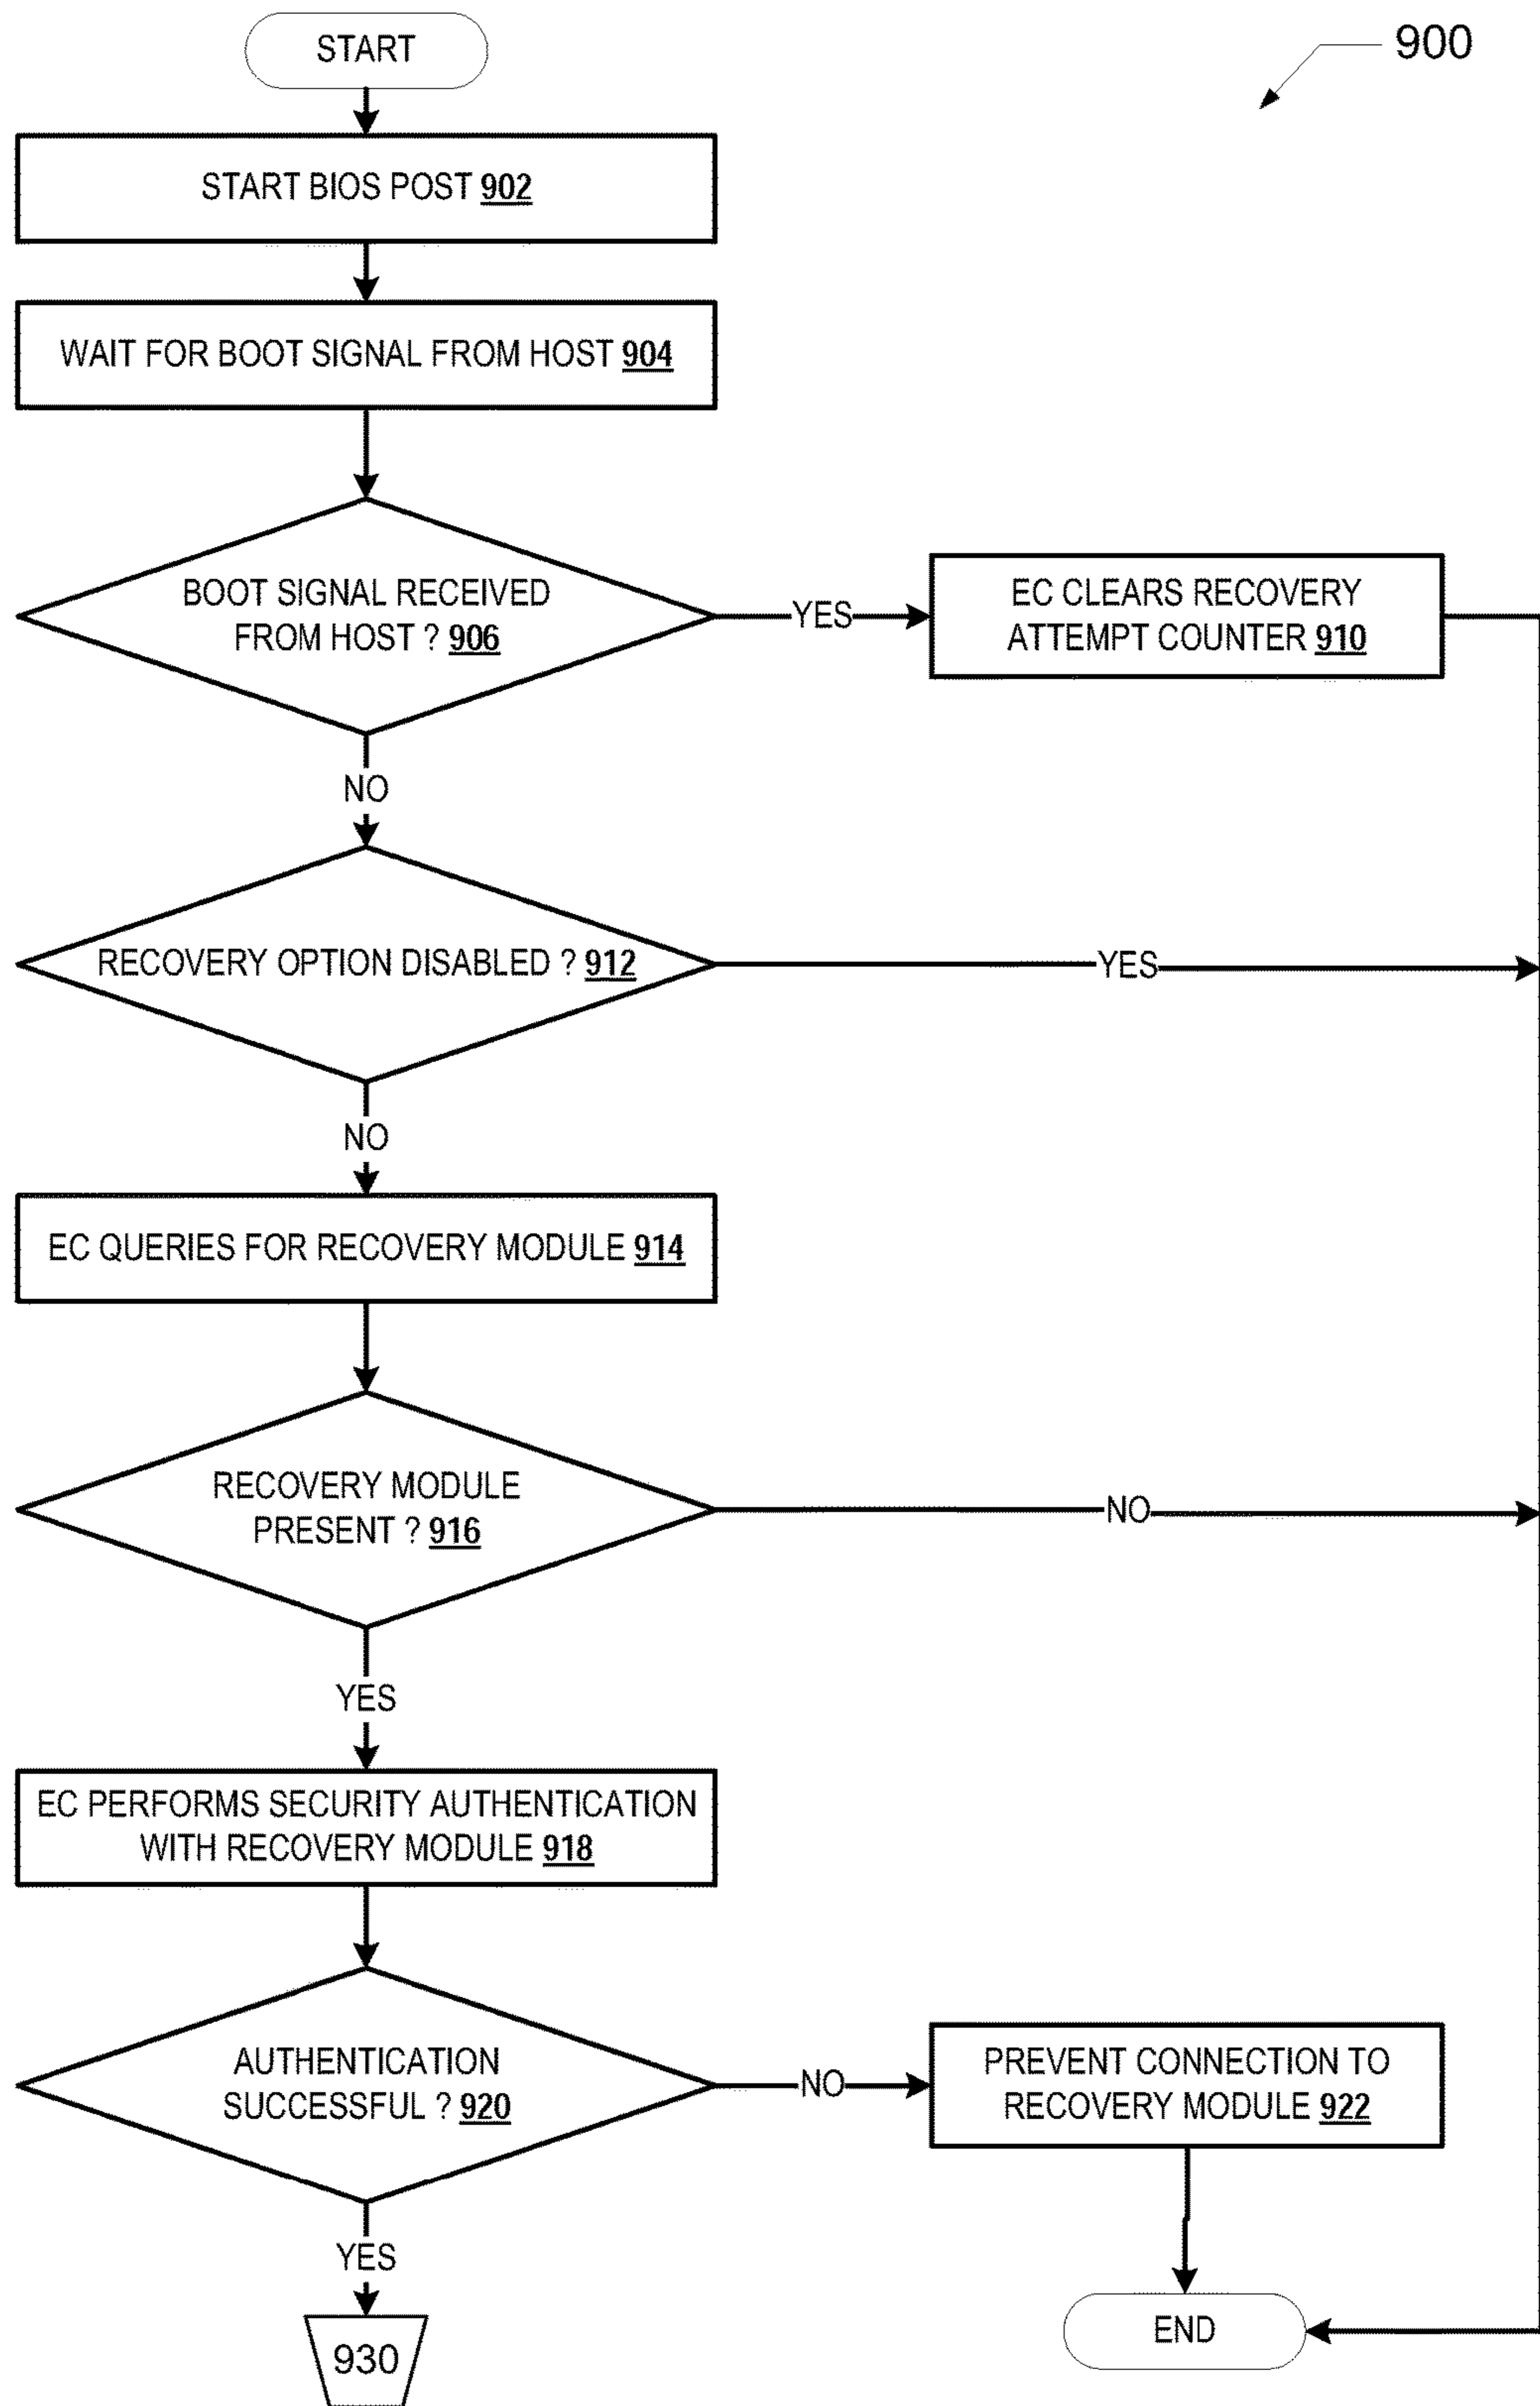 START
900
START BIOS POST 902
WAIT FOR BOOT SIGNAL FROM HOST 904
BOOT SIGNAL RECEIVED
FROM HOST ? 906
YES
EC CLEARS RECOVERY
ATTEMPT COUNTER 910
NO
RECOVERY OPTION DISABLED ? 912
YES
NO
EC QUERIES FOR RECOVERY MODULE 914
RECOVERY MODULE
PRESENT ? 916
NO
YES
EC PERFORMS SECURITY AUTHENTICATION
WITH RECOVERY MODULE 918
AUTHENTICATION
SUCCESSFUL ? 920
NO
PREVENT CONNECTION TO
RECOVERY MODULE 922
YES
END
930